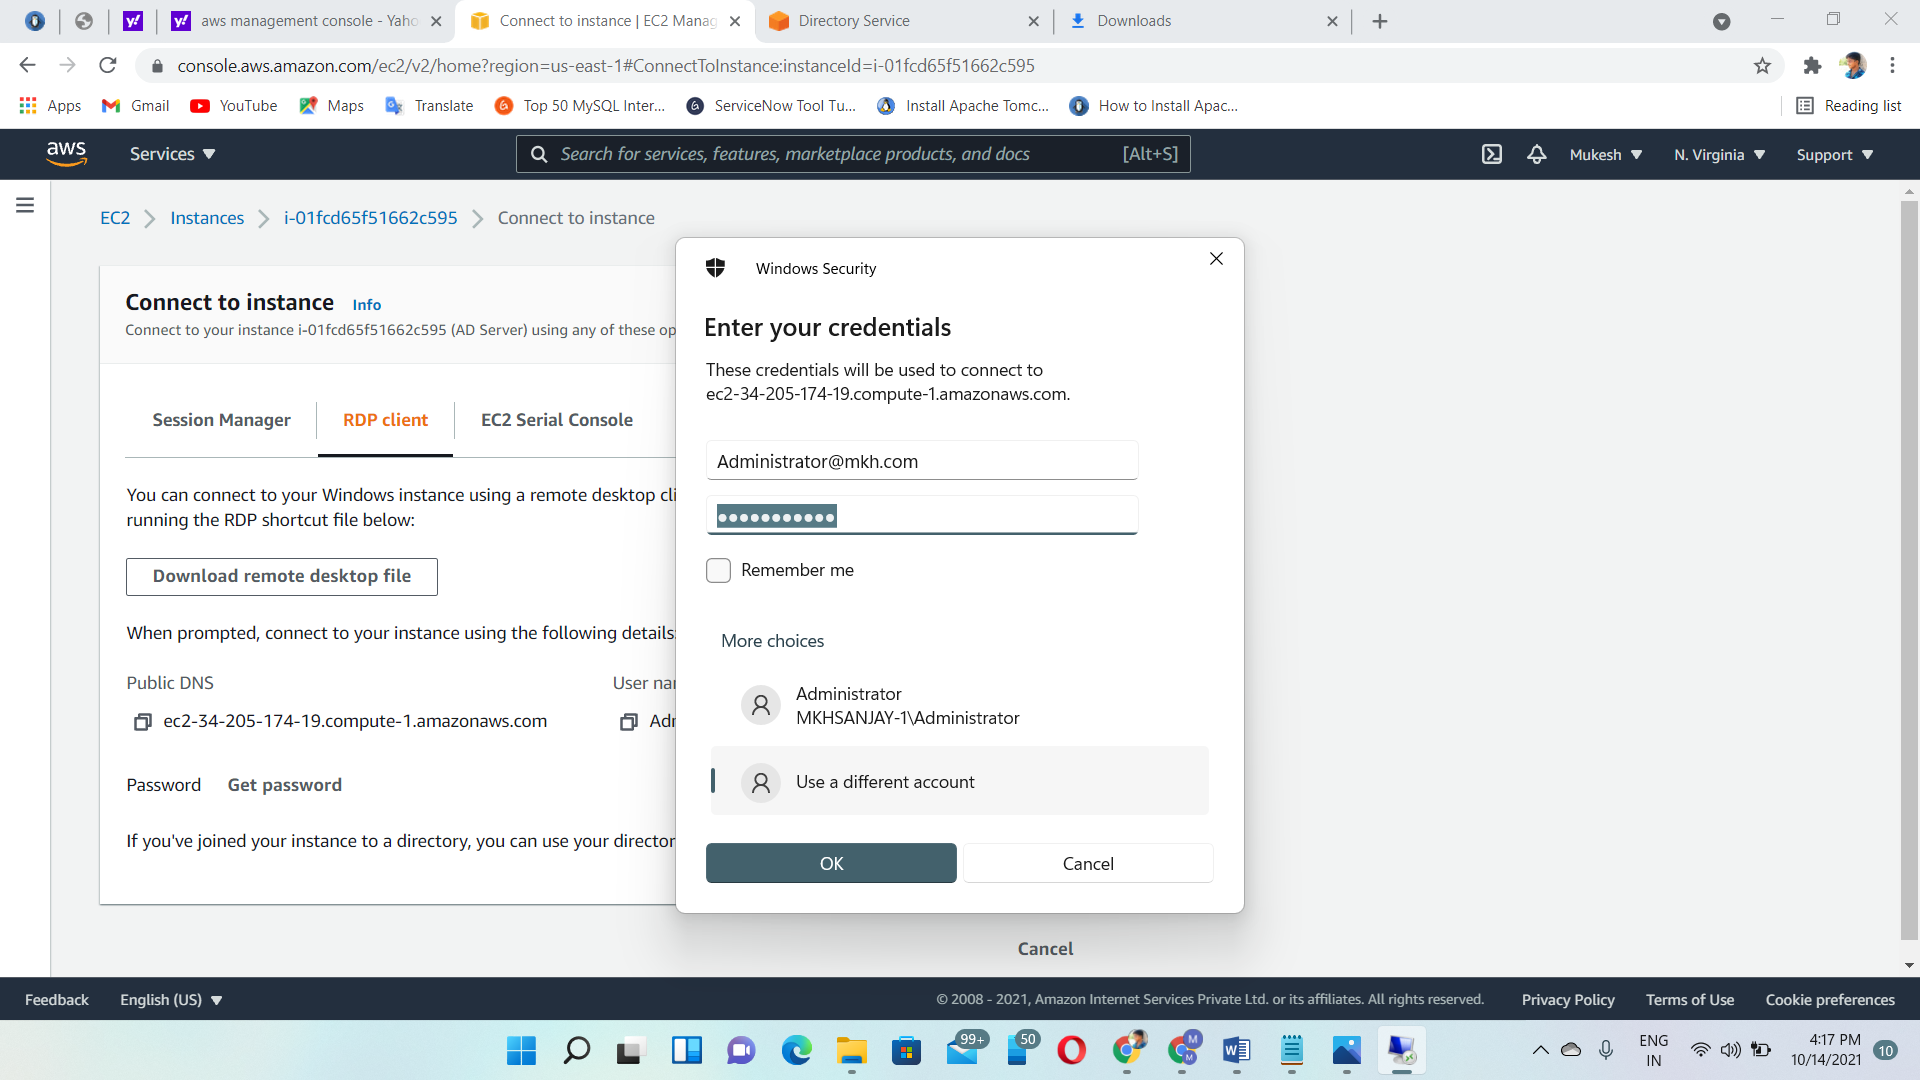 aws management console - Yaho
Connect to instance | EC2 Manag
Directory Service
Downloads
console.aws.amazon.com/ec2/v2/home?region=us-east-1#ConnectToInstance:instanceId=i-01fcd65f51662c595
Apps
Gmail
YouTube
Maps
Translate
Top 50 MySQL Inter...
ServiceNow Tool Tu...
Install Apache Tomc...
How to Install Apac...
Reading list
aws
Services
Search for services, features, marketplace products, and docs
[Alt+S]
Mukesh
N. Virginia
Support
EC2
Instances
i-01fcd65f51662c595
Connect to instance
Connect to instance
Info
Connect to your instance i-01fcd65f51662c595 (AD Server) using any of these op
Session Manager
RDP client
EC2 Serial Console
You can connect to your Windows instance using a remote desktop cli
running the RDP shortcut file below:
Download remote desktop file
When prompted, connect to your instance using the following details:
Public DNS
User nar
ec2-34-205-174-19.compute-1.amazonaws.com
Adr
Password
Get password
If you've joined your instance to a directory, you can use your director
Windows Security
Enter your credentials
These credentials will be used to connect to
ec2-34-205-174-19.compute-1.amazonaws.com.
Administrator@mkh.com
●●●●●●●●●●●
Remember me
More choices
Administrator
MKHSANJAY-1\Administrator
Use a different account
OK
Cancel
Cancel
Feedback
English (US)
© 2008 - 2021, Amazon Internet Services Private Ltd. or its affiliates. All rights reserved.
Privacy Policy
Terms of Use
Cookie preferences
99+
50
M
M
ENG
IN
4:17 PM
10/14/2021
10